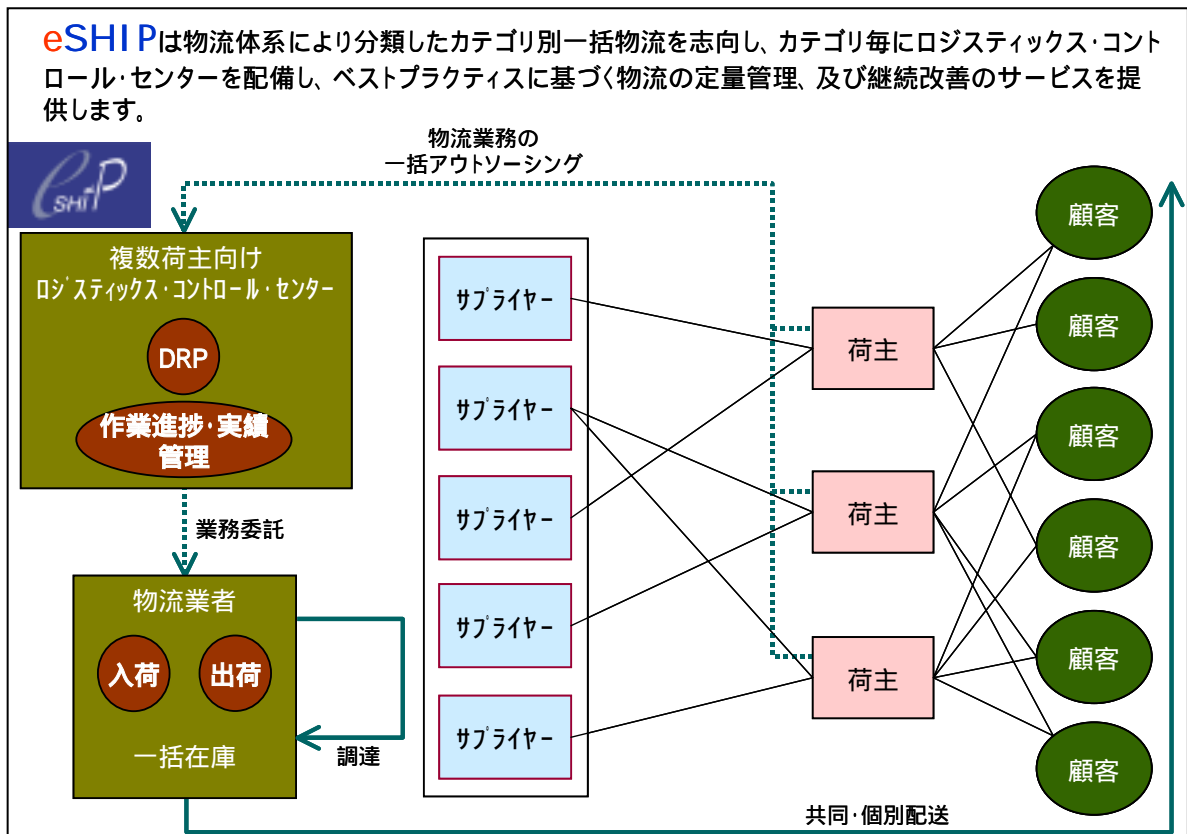 eSHIPは物流体系により分類したカテゴリ別一括物流を志向し、カテゴリ毎にロジスティックス・コント
ロール・センターを配備し、ベストプラクティスに基づく物流の定量管理、及び継続改善のサービスを提
供します。
物流業務の
一括アウトソーシング
eSHIP
複数荷主向け
ﾛｼﾞｽティックス・コントロール・センター
DRP
作業進捗・実績
管理
業務委託
物流業者
入荷
出荷
一括在庫
調達
サプライヤー
サプライヤー
サプライヤー
サプライヤー
サプライヤー
荷主
荷主
荷主
顧客
顧客
顧客
顧客
顧客
顧客
共同・個別配送